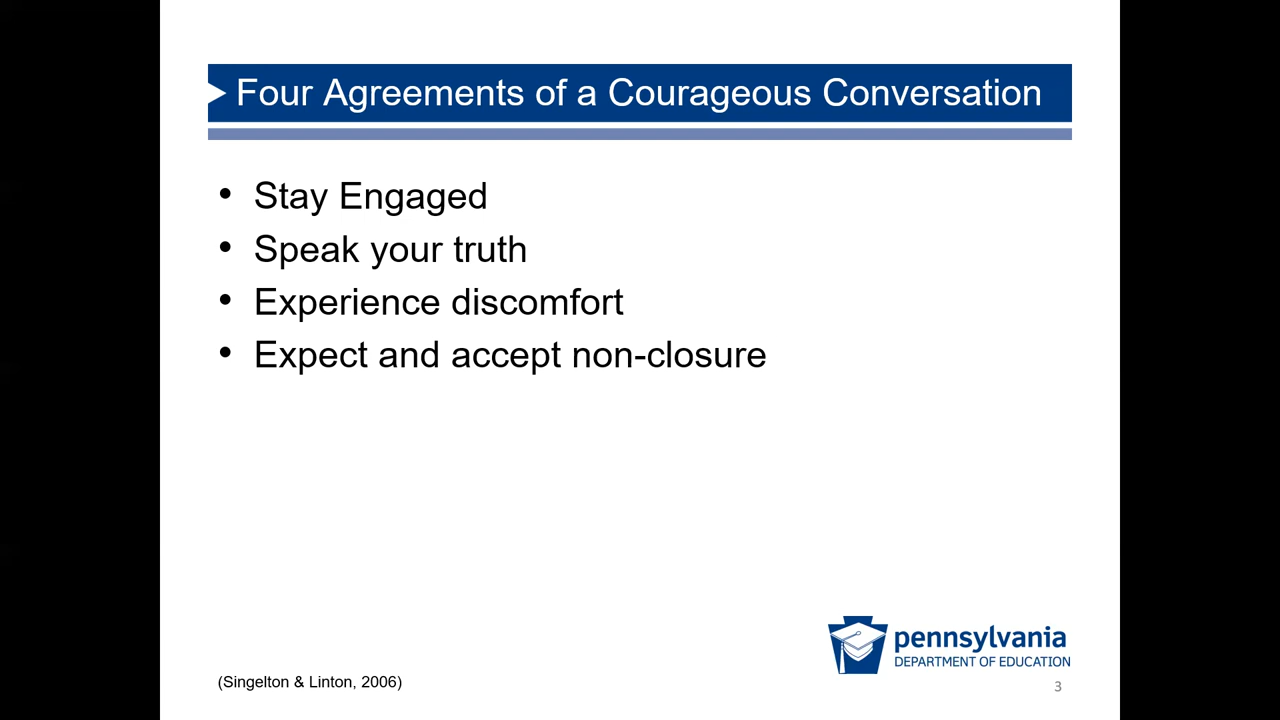 Four Agreements of a Courageous Conversation
• Stay Engaged
• Speak your truth
• Experience discomfort
• Expect and accept non-closure
pennsylvania
DEPARTMENT OF EDUCATION
(Singelton & Linton, 2006)
3